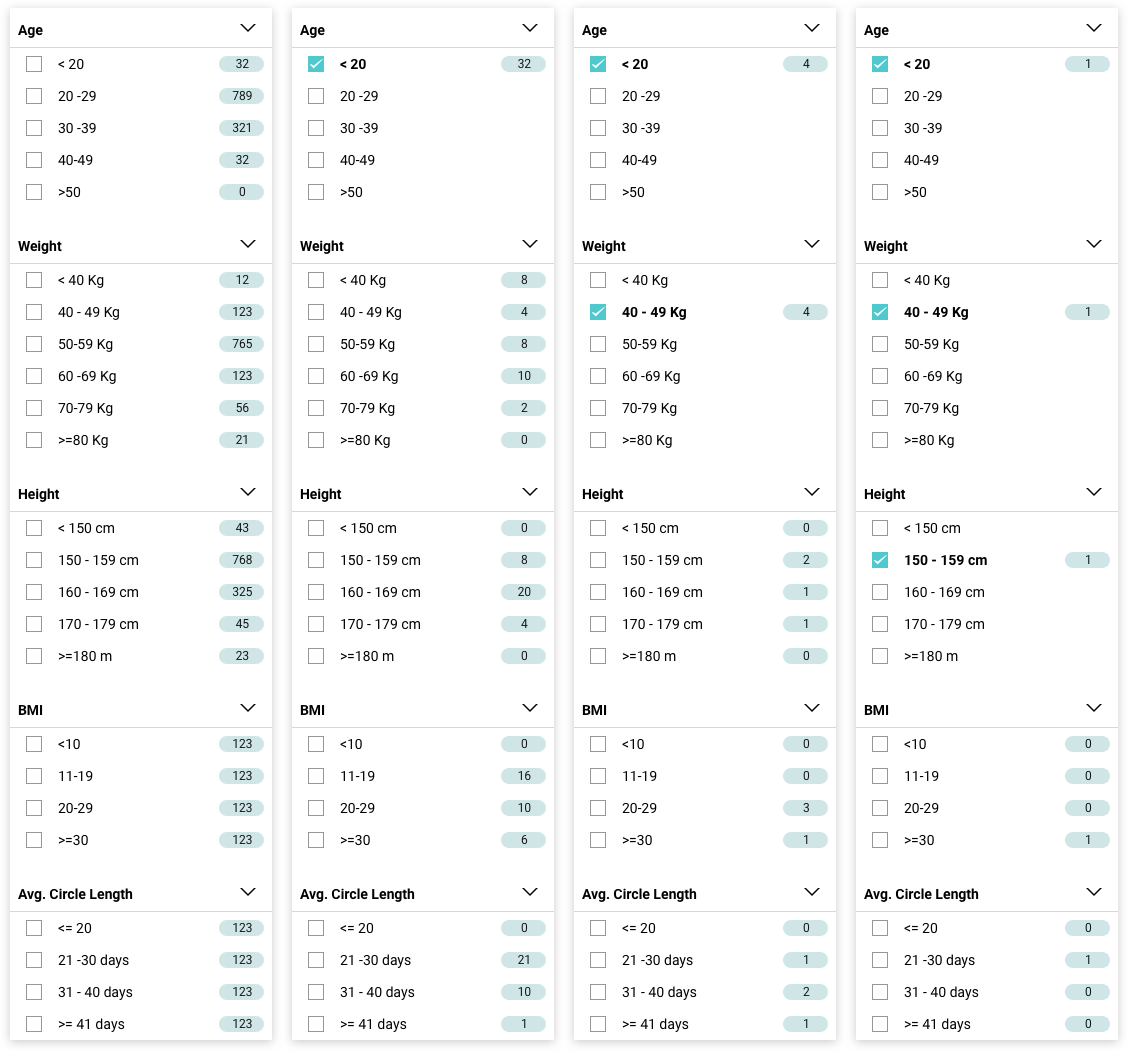 Age
< 20 32
20 -29 789
30 -39 321
40-49 32
>50 0
Weight
< 40 Kg 12
40 - 49 Kg 123
50-59 Kg 765
60 -69 Kg 123
70-79 Kg 56
>=80 Kg 21
Height
< 150 cm 43
150 - 159 cm 768
160 - 169 cm 325
170 - 179 cm 45
>=180 m 23
BMI
<10 123
11-19 123
20-29 123
>=30 123
Avg. Circle Length
<= 20 123
21 -30 days 123
31 - 40 days 123
>= 41 days 123
Age
< 20 32
20 -29
30 -39
40-49
>50
Weight
< 40 Kg 8
40 - 49 Kg 4
50-59 Kg 8
60 -69 Kg 10
70-79 Kg 2
>=80 Kg 0
Height
< 150 cm 0
150 - 159 cm 8
160 - 169 cm 20
170 - 179 cm 4
>=180 m 0
BMI
<10 0
11-19 16
20-29 10
>=30 6
Avg. Circle Length
<= 20 0
21 -30 days 21
31 - 40 days 10
>= 41 days 1
Age
< 20 4
20 -29
30 -39
40-49
>50
Weight
< 40 Kg
40 - 49 Kg 4
50-59 Kg
60 -69 Kg
70-79 Kg
>=80 Kg
Height
< 150 cm 0
150 - 159 cm 2
160 - 169 cm 1
170 - 179 cm 1
>=180 m 0
BMI
<10 0
11-19 0
20-29 3
>=30 1
Avg. Circle Length
<= 20 0
21 -30 days 1
31 - 40 days 2
>= 41 days 1
Age
< 20 1
20 -29
30 -39
40-49
>50
Weight
< 40 Kg
40 - 49 Kg 1
50-59 Kg
60 -69 Kg
70-79 Kg
>=80 Kg
Height
< 150 cm
150 - 159 cm 1
160 - 169 cm
170 - 179 cm
>=180 m
BMI
<10 0
11-19 0
20-29 0
>=30 1
Avg. Circle Length
<= 20 0
21 -30 days 1
31 - 40 days 0
>= 41 days 0